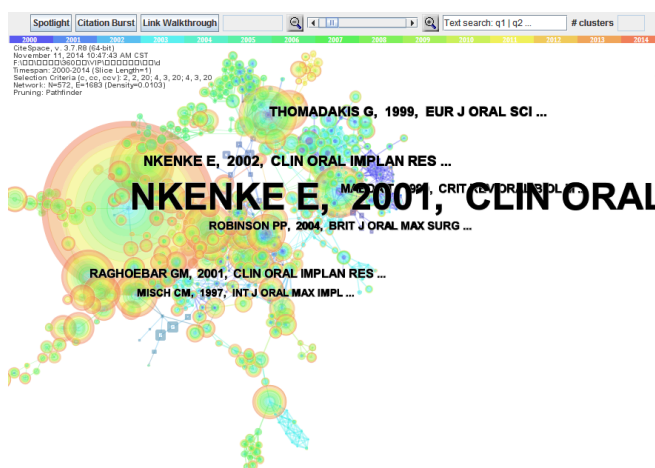 Spotlight Citation Burst Link Walkthrough Text search: q1 | q2 ... # clusters
2000 2001 2002 2003 2004 2005 2006 2007 2008 2009 2010 2011 2012 2013 2014
CiteSpace, v. 3.7.R8 (64-bit)
November 11, 2014 10:47:43 AM CST
Timespan: 2000-2014 (Slice Length=1)
Selection Criteria (c, cc, ccv): 2, 2, 20; 4, 3, 20; 4, 3, 20
Network: N=572, E=1683 (Density=0.0103)
Pruning: Pathfinder
THOMADAKIS G, 1999, EUR J ORAL SCI ...
NKENKE E, 2002, CLIN ORAL IMPLAN RES ...
NKENKE E, 2001, CLIN ORAL
ROBINSON PP, 2004, BRIT J ORAL MAX SURG ...
RAGHOEBAR GM, 2001, CLIN ORAL IMPLAN RES ...
MISCH CM, 1997, INT J ORAL MAX IMPL ...